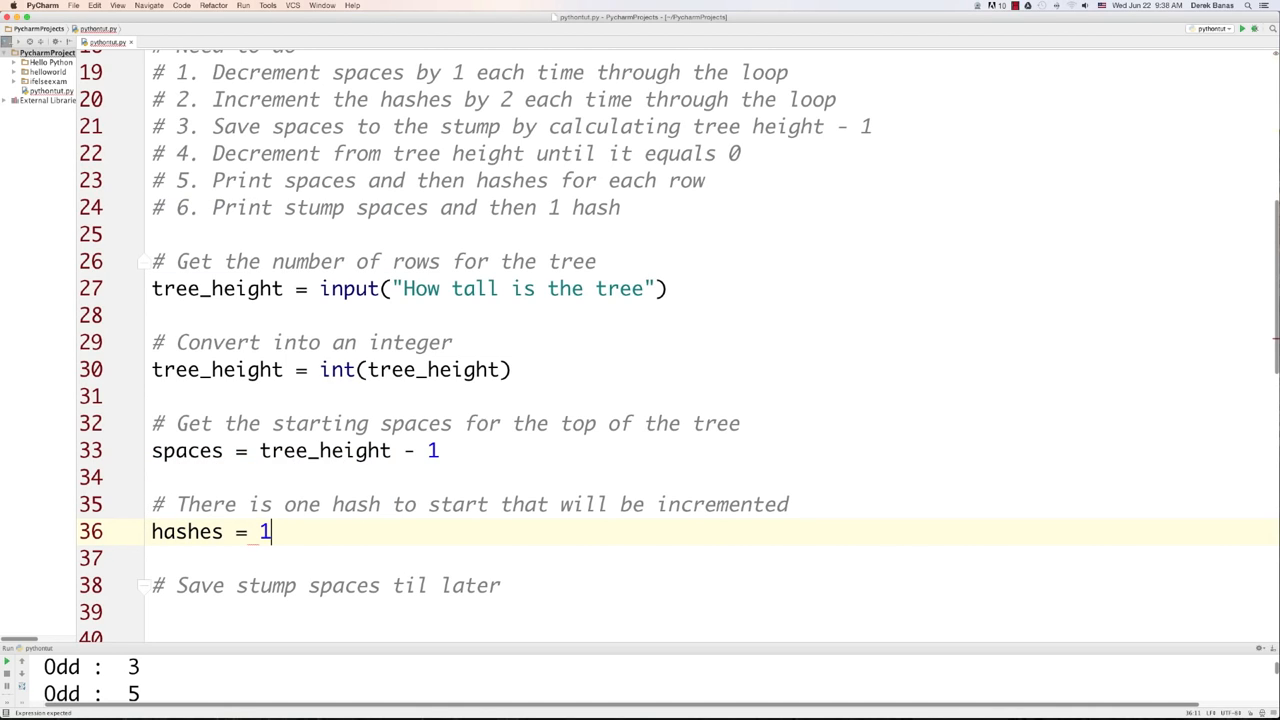 PyCharm File Edit View Navigate Code Refactor Run Tools VCS Window Help 10 Wed Jun 22 9:38 AM Derek Banas
pythontut.py - PycharmProjects - [~/PycharmProjects]
PycharmProjects pythontut.py pythontut
pythontut.py ×
PycharmProject
Hello Python
helloworld
ifelseexam
pythontut.py
External Librarie
18 # Need to do
19 # 1. Decrement spaces by 1 each time through the loop
20 # 2. Increment the hashes by 2 each time through the loop
21 # 3. Save spaces to the stump by calculating tree height - 1
22 # 4. Decrement from tree height until it equals 0
23 # 5. Print spaces and then hashes for each row
24 # 6. Print stump spaces and then 1 hash
25
26 # Get the number of rows for the tree
27 tree_height = input("How tall is the tree")
28
29 # Convert into an integer
30 tree_height = int(tree_height)
31
32 # Get the starting spaces for the top of the tree
33 spaces = tree_height - 1
34
35 # There is one hash to start that will be incremented
36 hashes = 1
37
38 # Save stump spaces til later
39
40
Run pythontut
Odd : 3
Odd : 5
Expression expected 36:11 LF÷ UTF-8÷